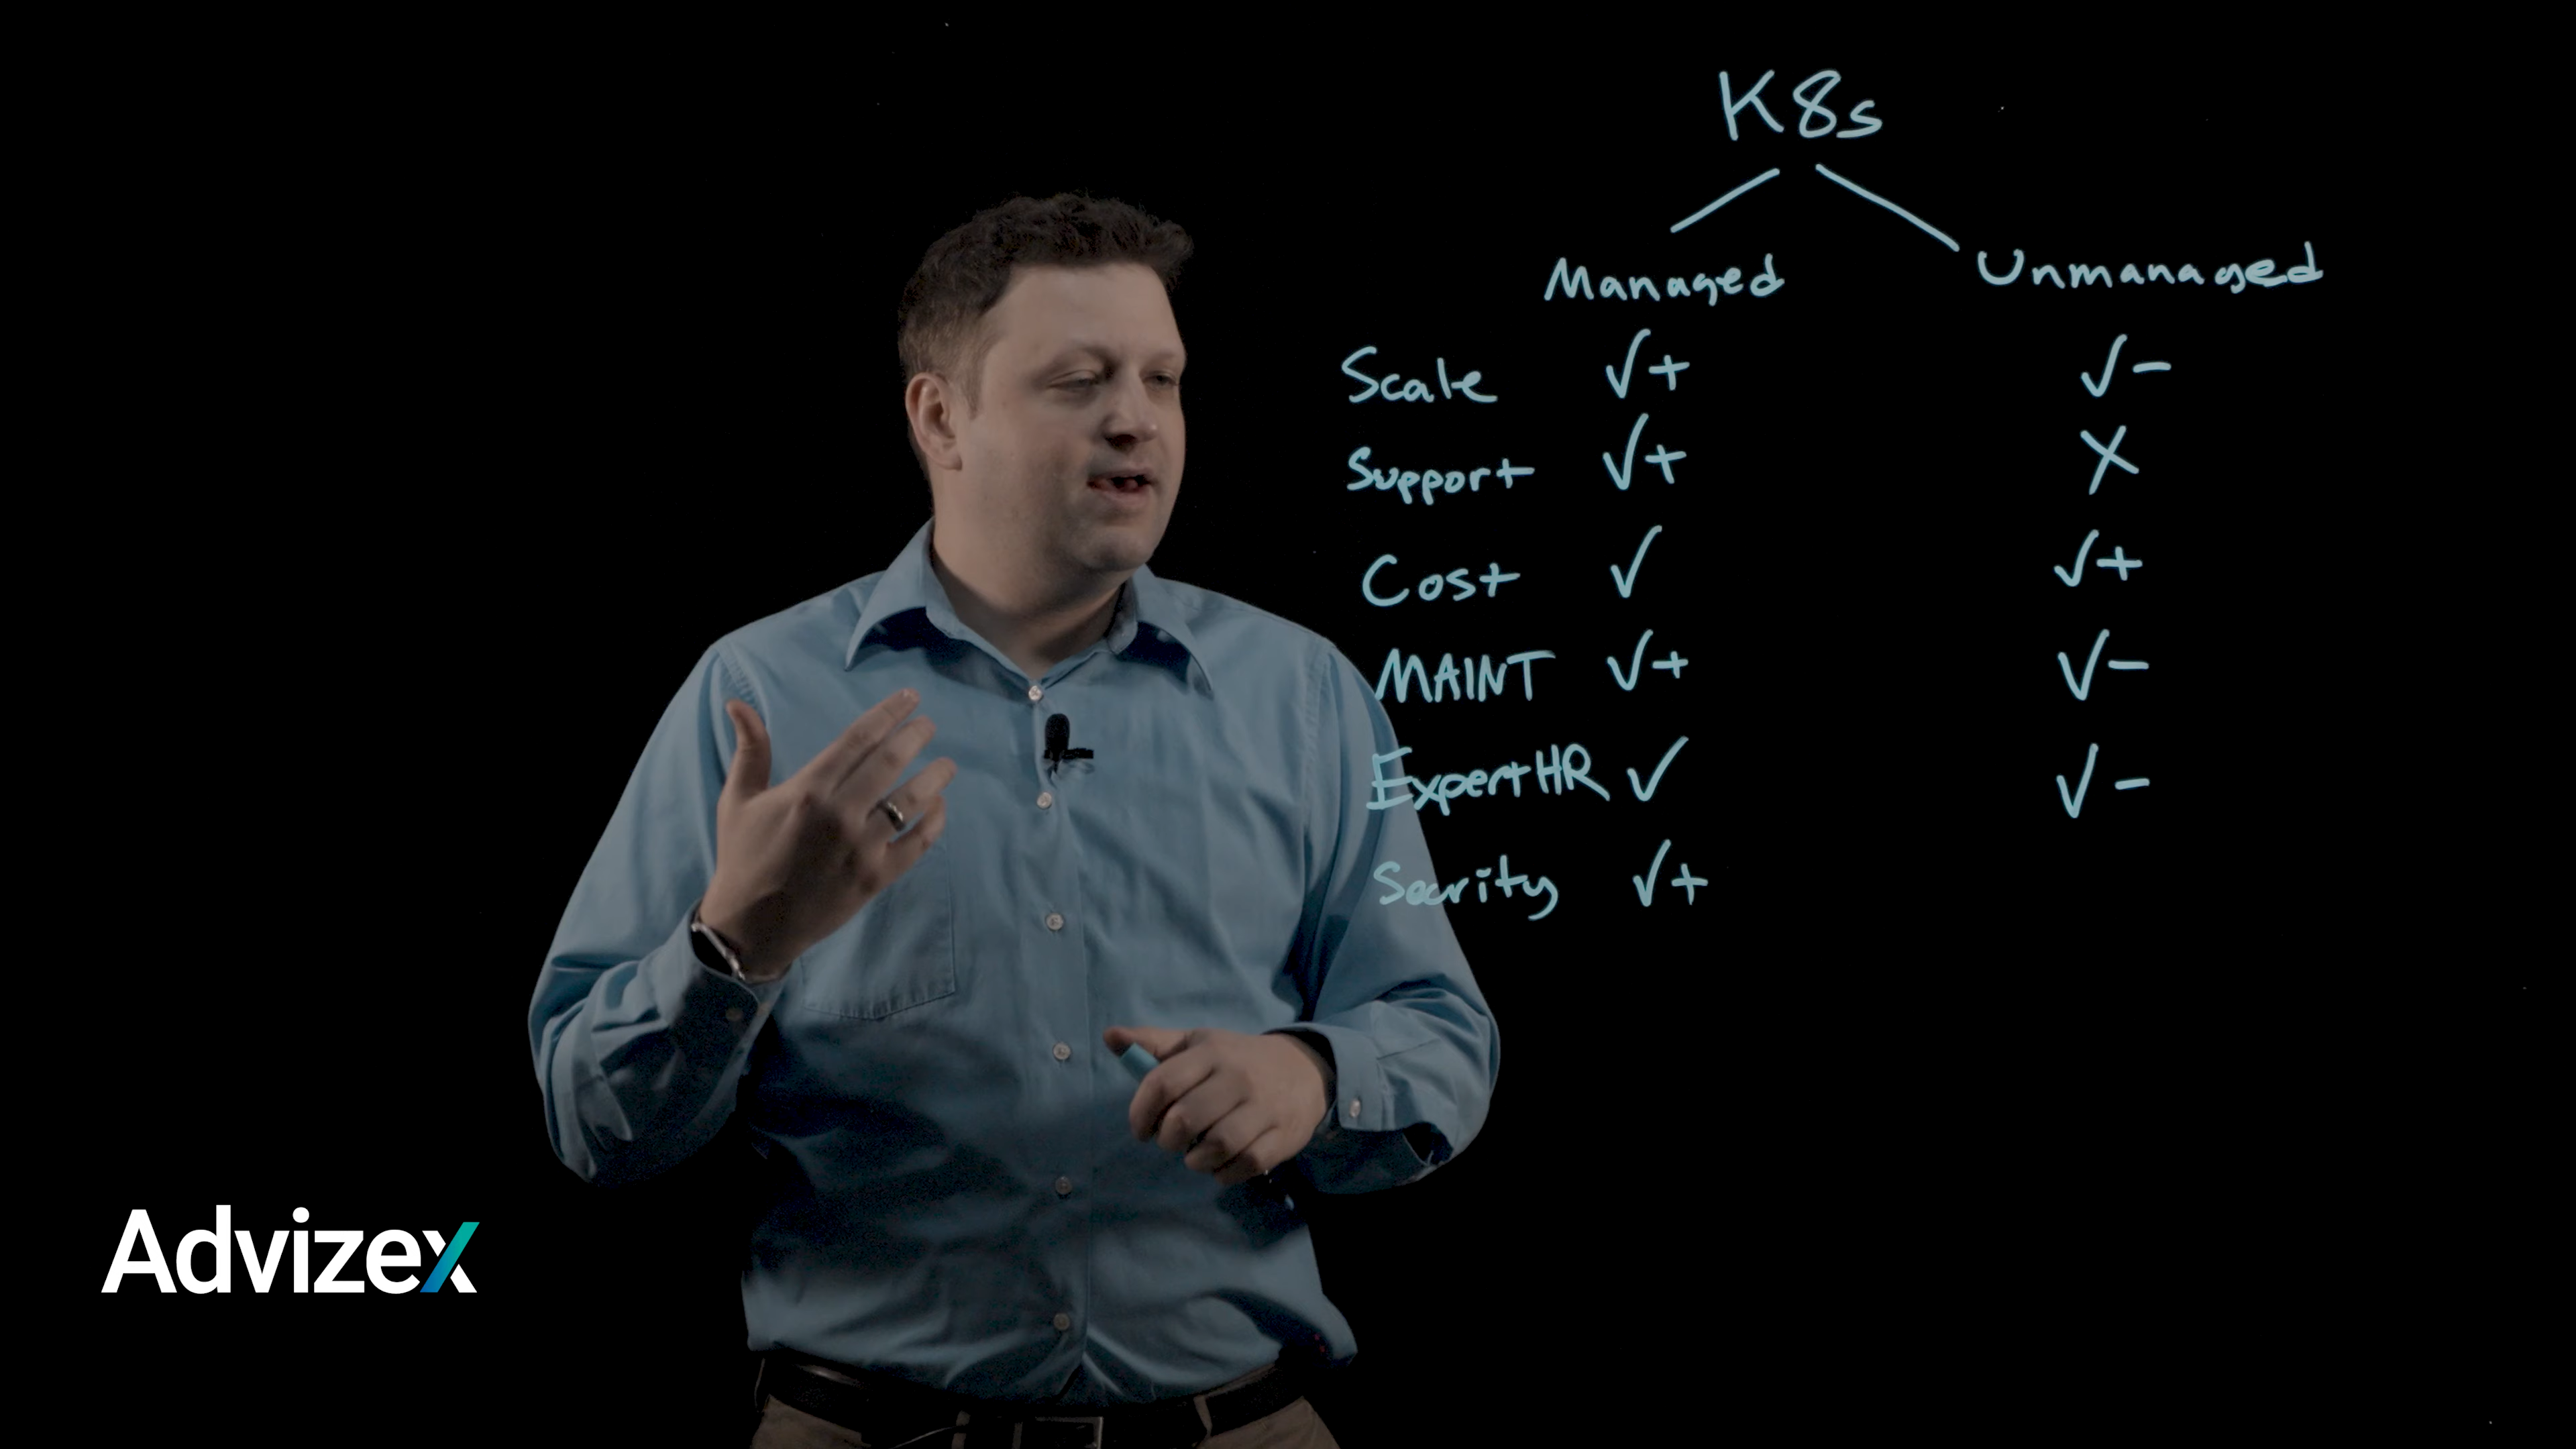 K8s
Managed Unmanaged
Scale √+ √-
Support √+ X
Cost √ √+
MAINT √+ √-
ExpertHR √ √-
Security √+
Advizex